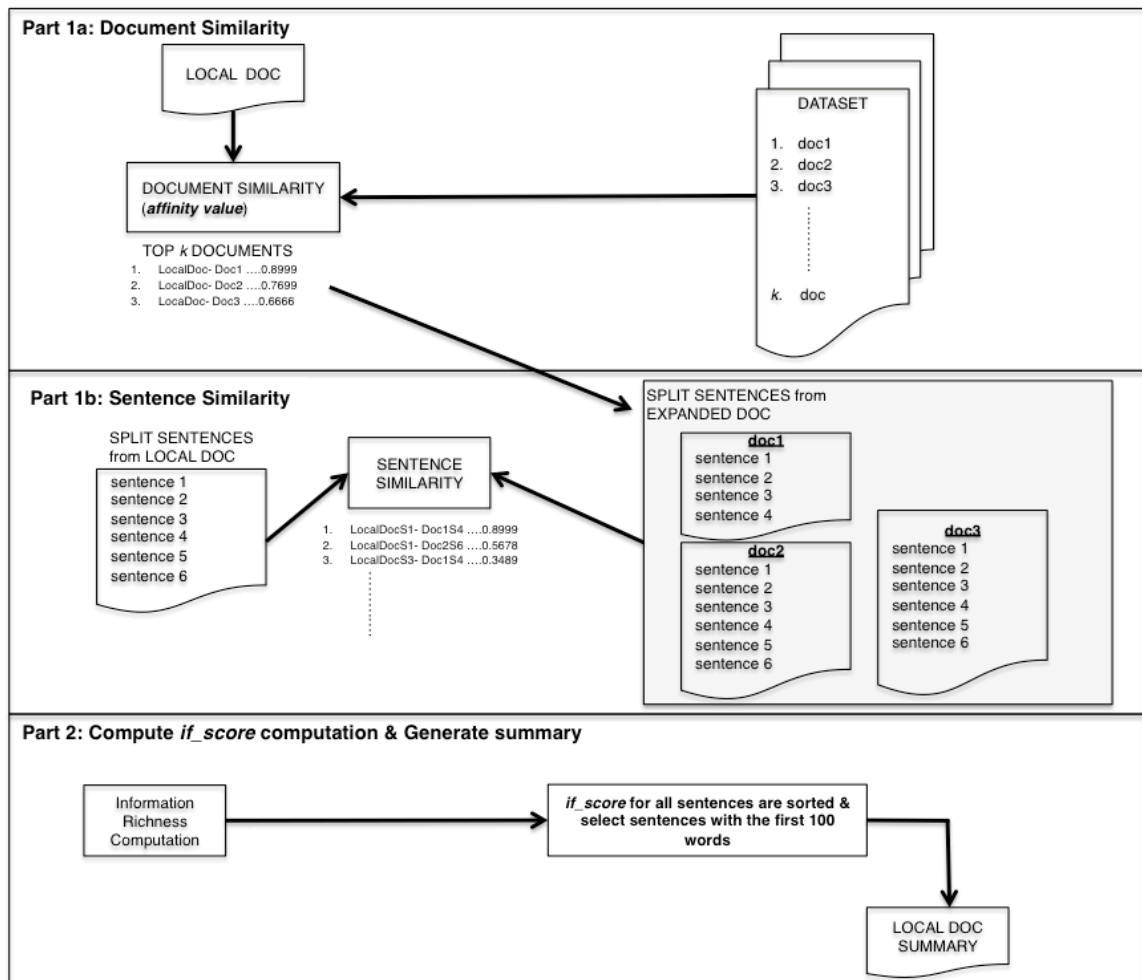 Part 1a: Document Similarity
LOCAL DOC
DATASET
1. doc1
2. doc2
3. doc3
k. doc
DOCUMENT SIMILARITY
(affinity value)
TOP k DOCUMENTS
1. LocalDoc- Doc1 ....0.8999
2. LocalDoc- Doc2 ....0.7699
3. LocaDoc- Doc3 ....0.6666
Part 1b: Sentence Similarity
SPLIT SENTENCES
from LOCAL DOC
sentence 1
sentence 2
sentence 3
sentence 4
sentence 5
sentence 6
SENTENCE
SIMILARITY
1. LocalDocS1- Doc1S4 ....0.8999
2. LocalDocS1- Doc2S6 ....0.5678
3. LocalDocS3- Doc1S4 ....0.3489
SPLIT SENTENCES from
EXPANDED DOC
doc1
sentence 1
sentence 2
sentence 3
sentence 4
doc2
sentence 1
sentence 2
sentence 3
sentence 4
sentence 5
sentence 6
doc3
sentence 1
sentence 2
sentence 3
sentence 4
sentence 5
sentence 6
Part 2: Compute if_score computation & Generate summary
Information
Richness
Computation
if_score for all sentences are sorted &
select sentences with the first 100
words
LOCAL DOC
SUMMARY